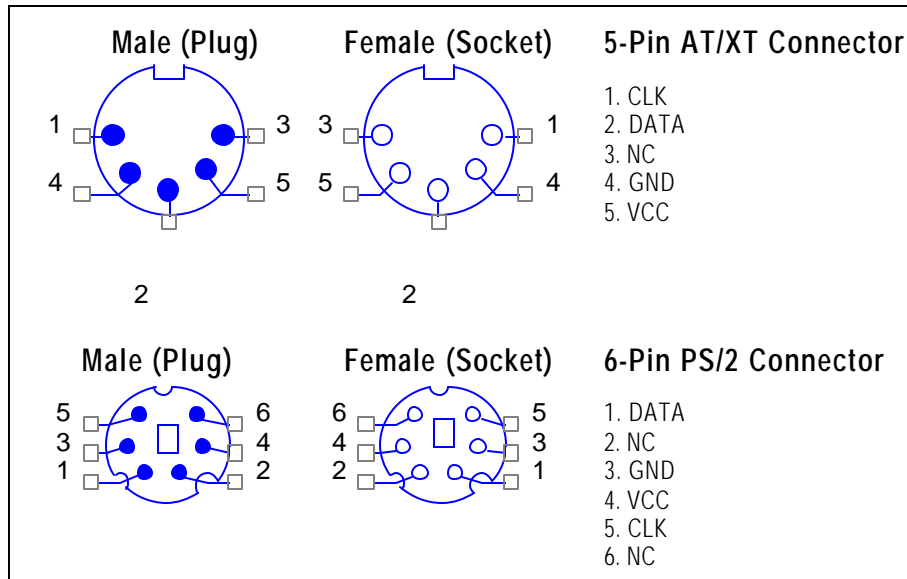 Male (Plug) Female (Socket) 5-Pin AT/XT Connector
1 3 3 1
4 5 5 4
2 2
1. CLK
2. DATA
3. NC
4. GND
5. VCC
Male (Plug) Female (Socket) 6-Pin PS/2 Connector
5 6 6 5
3 4 4 3
1 2 2 1
1. DATA
2. NC
3. GND
4. VCC
5. CLK
6. NC